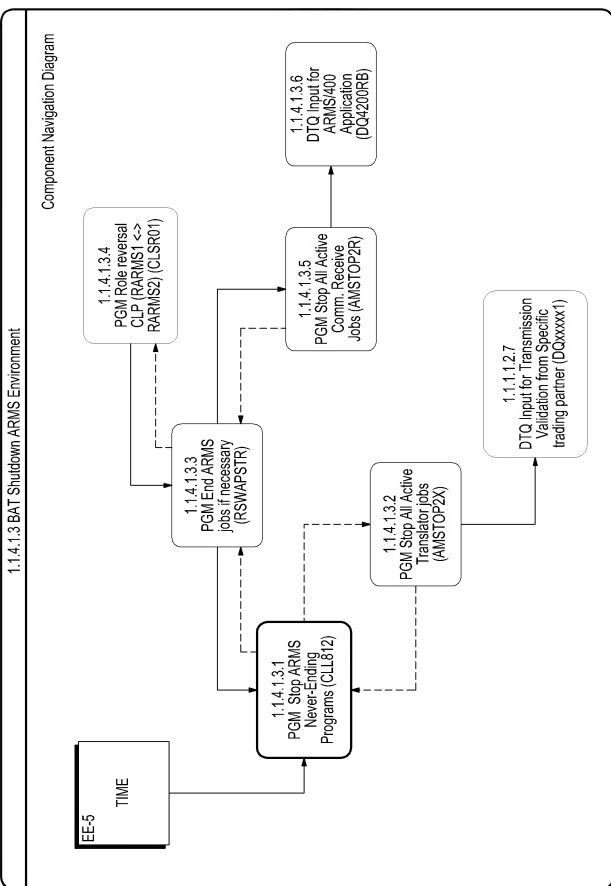 1.1.4.1.3 BAT Shutdown ARMS Environment
Component Navigation Diagram
EE-5
TIME
1.1.4.1.3.1
PGM Stop ARMS
Never-Ending
Programs (CLL812)
1.1.4.1.3.3
PGM End ARMS
jobs if necessary
(RSWAPSTR)
1.1.4.1.3.4
PGM Role reversal
CLP (RARMS1 <->
RARMS2) (CLSR01)
1.1.4.1.3.2
PGM Stop All Active
Translator jobs
(AMSTOP2X)
1.1.4.1.3.5
PGM Stop All Active
Comm. Receive
Jobs (AMSTOP2R)
1.1.4.1.3.6
DTQ Input for
ARMS/400
Application
(DQ4200RB)
1.1.1.1.2.7
DTQ Input for Transmission
Validation from Specific
trading partner (DQxxxxx1)